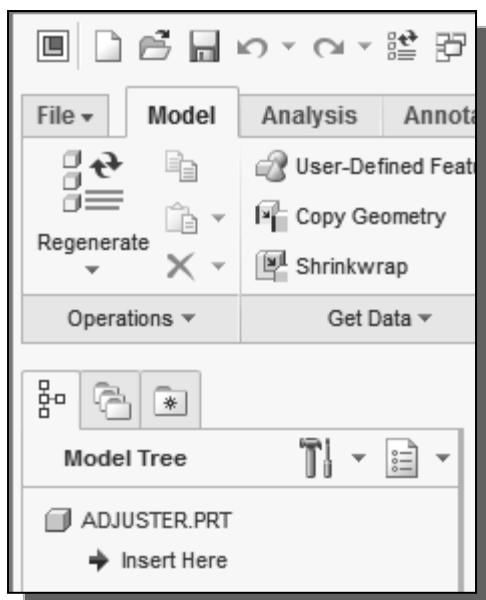 File Model Analysis Annota
User-Defined Feat
Copy Geometry
Regenerate
Shrinkwrap
Operations Get Data
Model Tree
ADJUSTER.PRT
Insert Here